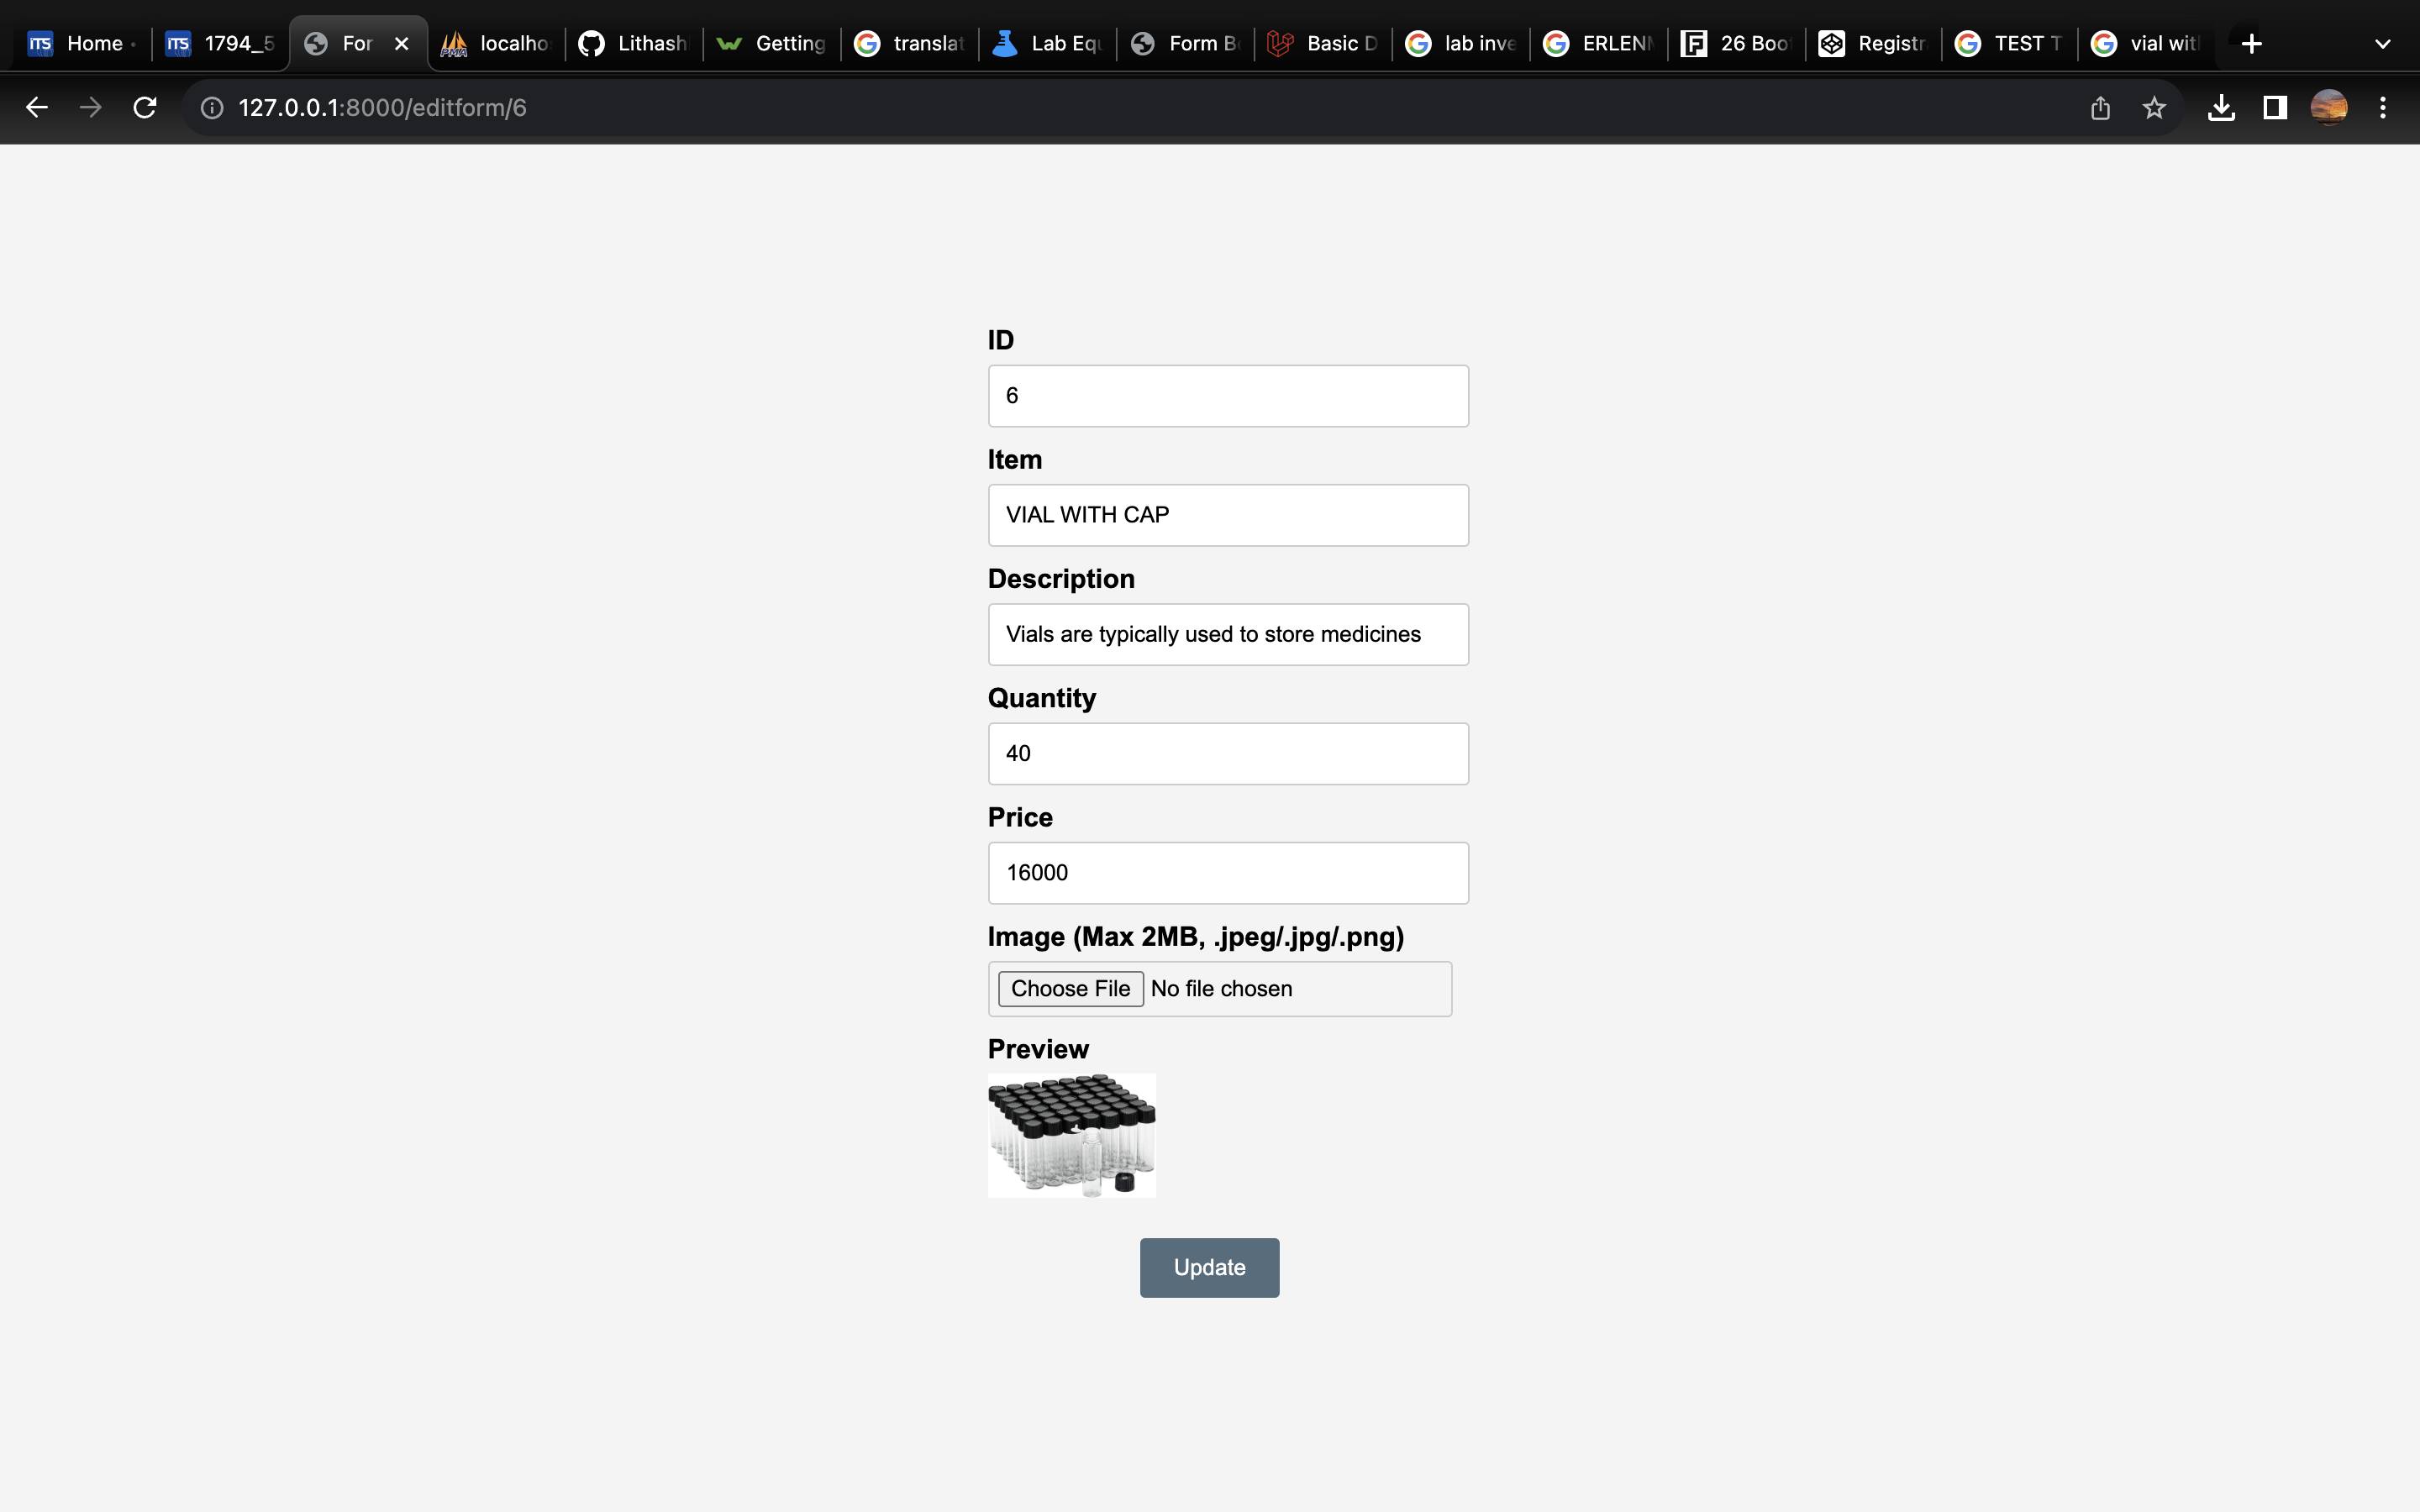 Home
1794_5
For
localho
Lithash
Getting
translat
Lab Equ
Form B
Basic D
lab inve
ERLEN
26 Boo
Registr
TEST T
vial wit
127.0.0.1:8000/editform/6
ID
6
Item
VIAL WITH CAP
Description
Vials are typically used to store medicines
Quantity
40
Price
16000
Image (Max 2MB, .jpeg/.jpg/.png)
Choose File No file chosen
Preview
Update